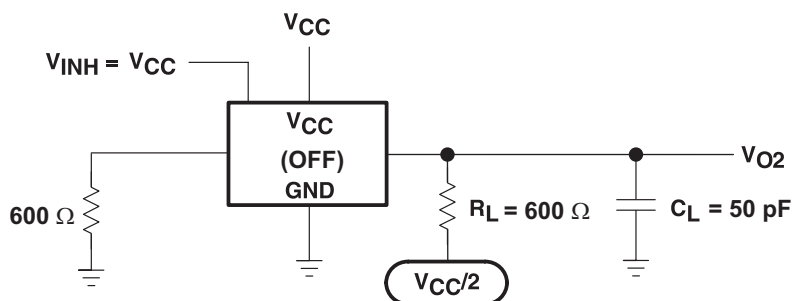 VCC
VINH = VCC
VCC
(OFF)
GND
VO2
600 Ω
RL = 600 Ω
CL = 50 pF
VCC/2